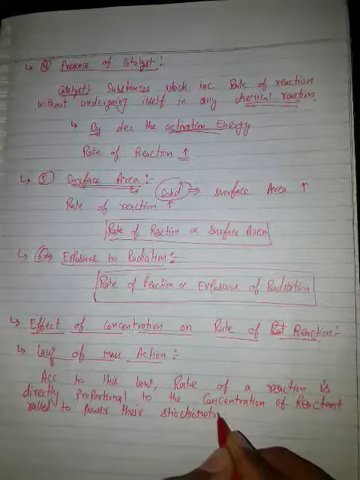 ↳ ④ Presence of Catalyst :-
Catalyst : Substances which inc. Rate of reaction
without undergoing itself in any chemical reaction.
↳ By dec the activation Energy
Rate of Reaction ↑
↳ ⑤ Surface Area :-
Solid ⇒ surface Area ↑
Rate of reaction ↑
Rate of Reaction α Surface Area
↳ ⑥ Exposure to Radiation :-
Rate of Reaction α Exposure of Radiation
↳ Effect of Concentration on Rate of Reaction :-
↳ Law of mass Action :-
Acc to this law, Rate of a reaction is
directly Proportional to the Concentration of Reactant
raised to power their stiochiomet